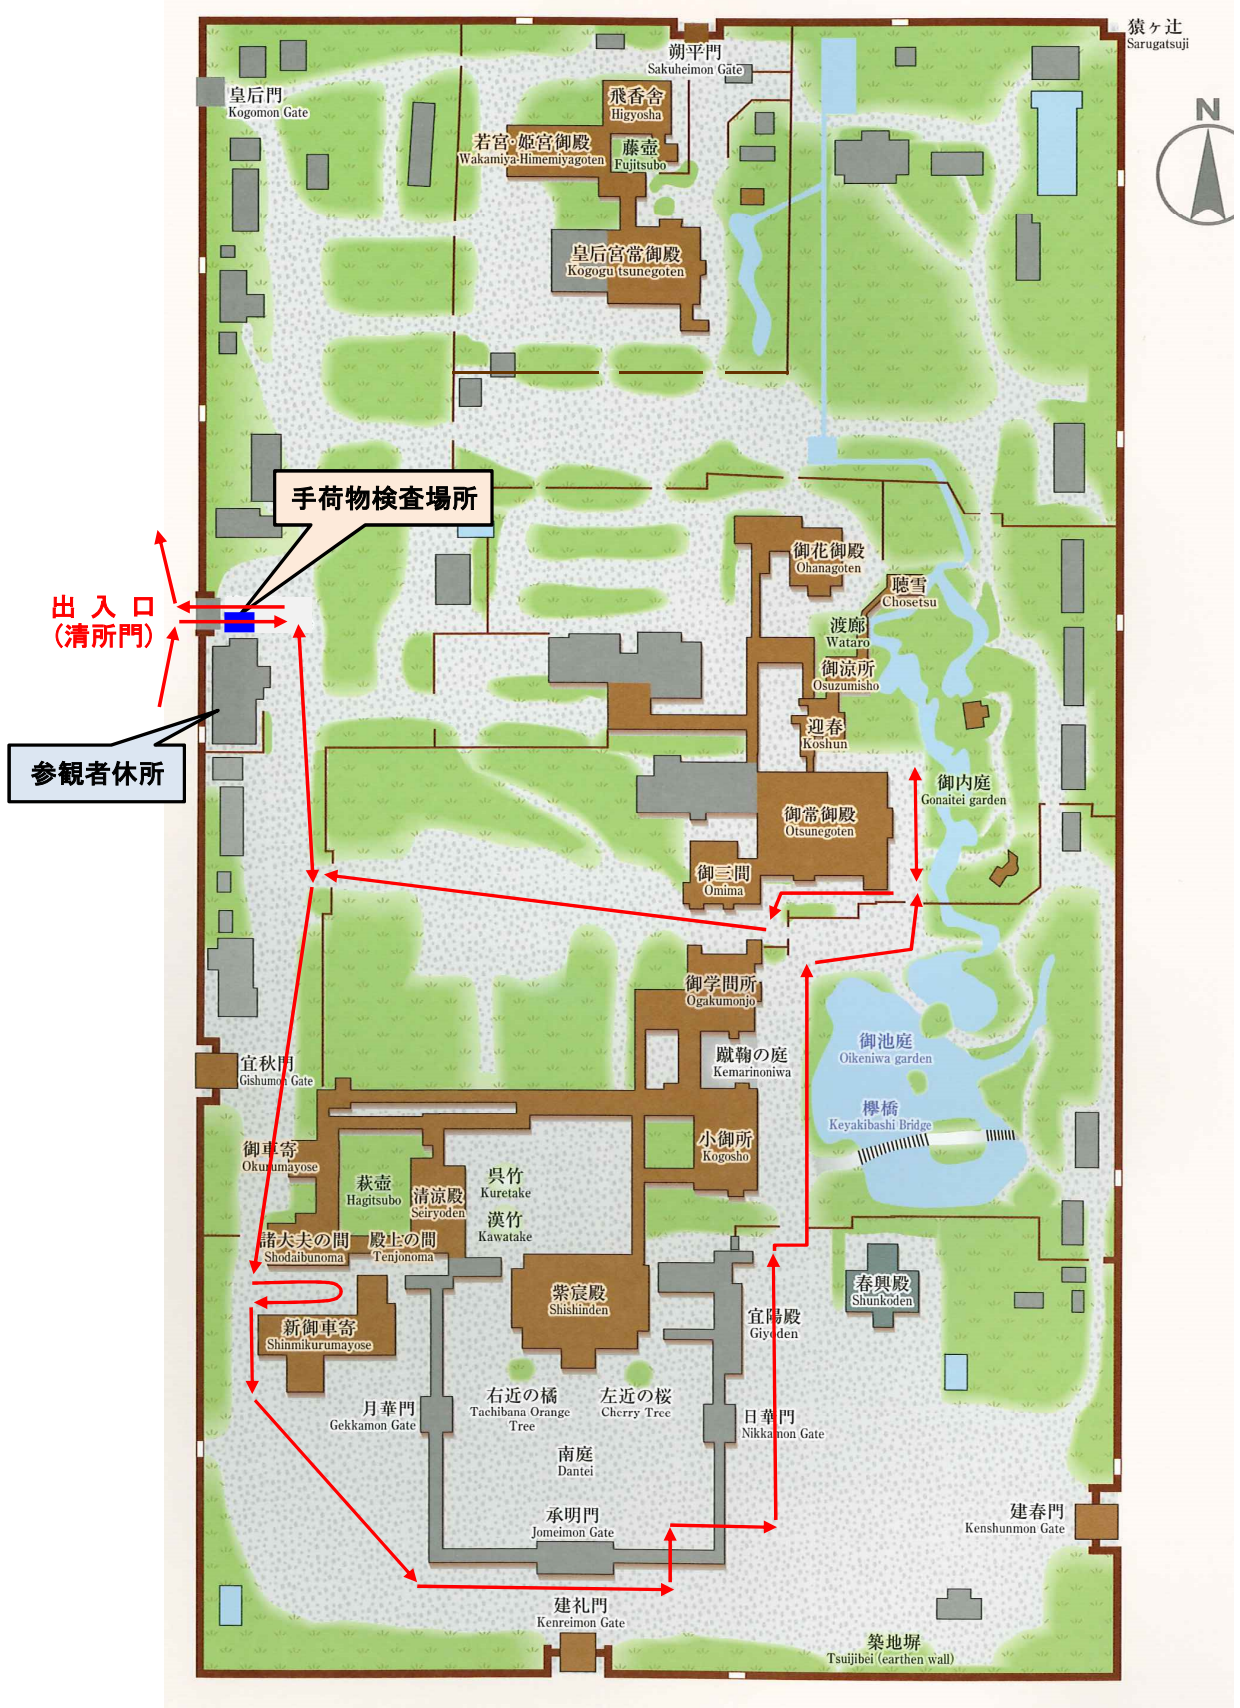 猿ヶ辻
Sarugatsuji
N
朔平門
Sakuheimon Gate
皇后門
Kogomon Gate
飛香舎
Higyosha
若宮・姫宮御殿
Wakamiya·Himemiyagoten
藤壺
Fujitsubo
皇后宮常御殿
Kogogu tsunegoten
手荷物検査場所
御花御殿
Ohanagoten
聴雪
Chosetsu
出 入 口
(清所門)
渡廊
Wataro
御涼所
Osuzumisho
迎春
Koshun
参観者休所
御内庭
Gonaitei garden
御常御殿
Otsunegoten
御三間
Omima
御学問所
Ogakumonjo
蹴鞠の庭
Kemarinoniwa
御池庭
Oikeniwa garden
宜秋門
Gishumon Gate
欅橋
Keyakibashi Bridge
小御所
Kogosho
御車寄
Okurumayose
萩壺
Hagitsubo
清涼殿
Seiryoden
呉竹
Kuretake
漢竹
Kawatake
諸大夫の間
Shodaibunoma
殿上の間
Tenjonoma
紫宸殿
Shishinden
春興殿
Shunkoden
宜陽殿
Giyoden
新御車寄
Shinmikurumayose
右近の橘
Tachibana Orange
Tree
左近の桜
Cherry Tree
月華門
Gekkamon Gate
日華門
Nikkamon Gate
南庭
Dantei
承明門
Jomeimon Gate
建春門
Kenshunmon Gate
建礼門
Kenreimon Gate
築地塀
Tsuijibei (earthen wall)